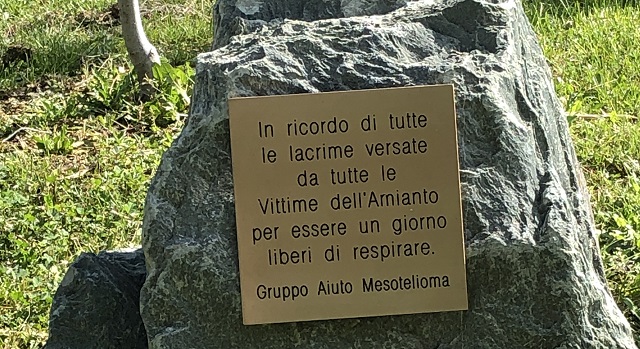 In ricordo di tutte
le lacrime versate
da tutte le
Vittime dell'Arnianto
per essere un giorno
liberi di respirare.
Gruppo Aiuto Mesotelioma